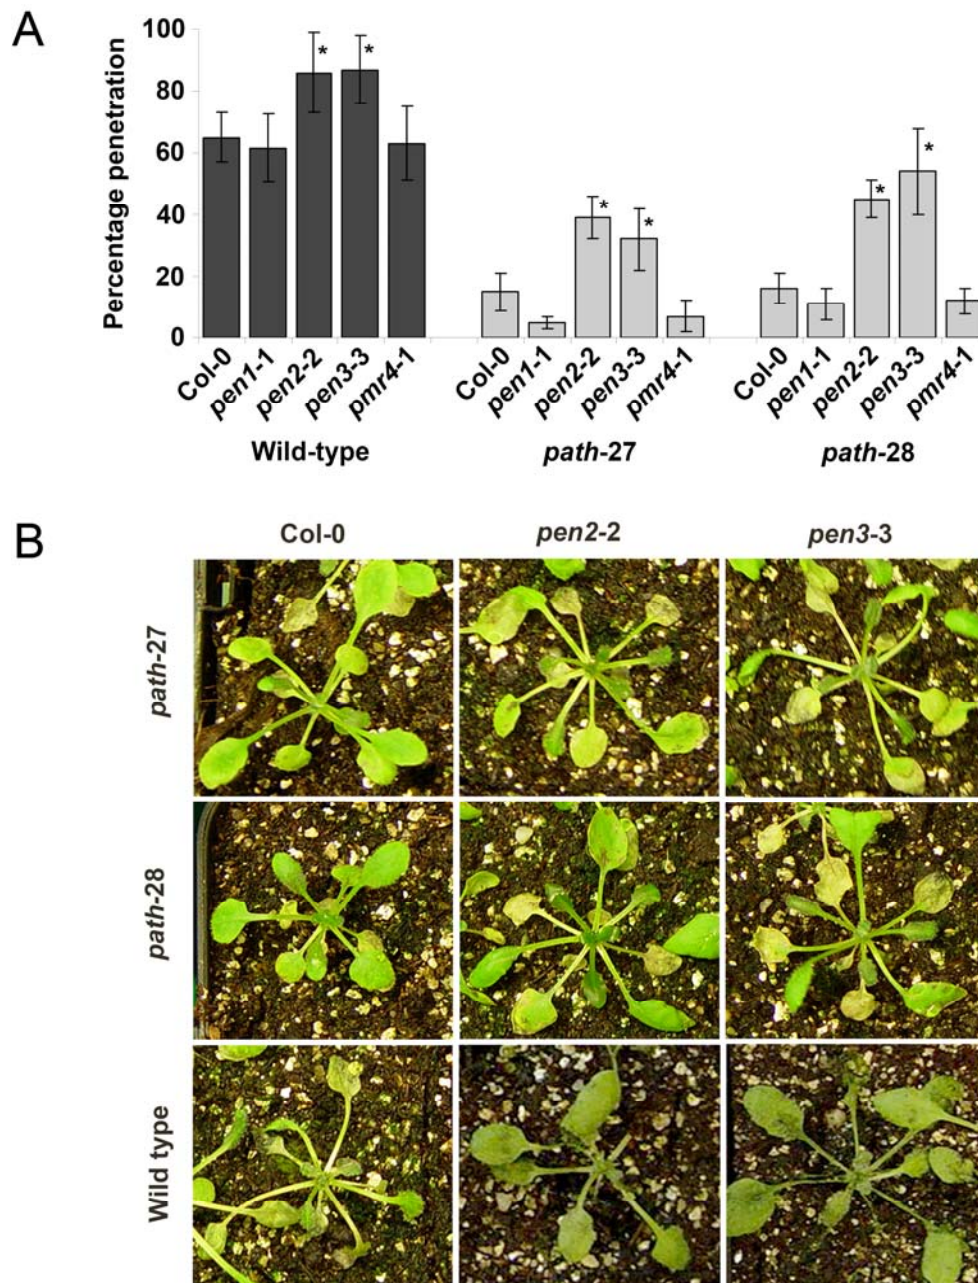 A
Percentage penetration
100
80
60
40
20
0
* * * * * *
Col-0 pen1-1 pen2-2 pen3-3 pmr4-1 Col-0 pen1-1 pen2-2 pen3-3 pmr4-1 Col-0 pen1-1 pen2-2 pen3-3 pmr4-1
Wild-type path-27 path-28
B
Col-0 pen2-2 pen3-3
path-27
path-28
Wild type